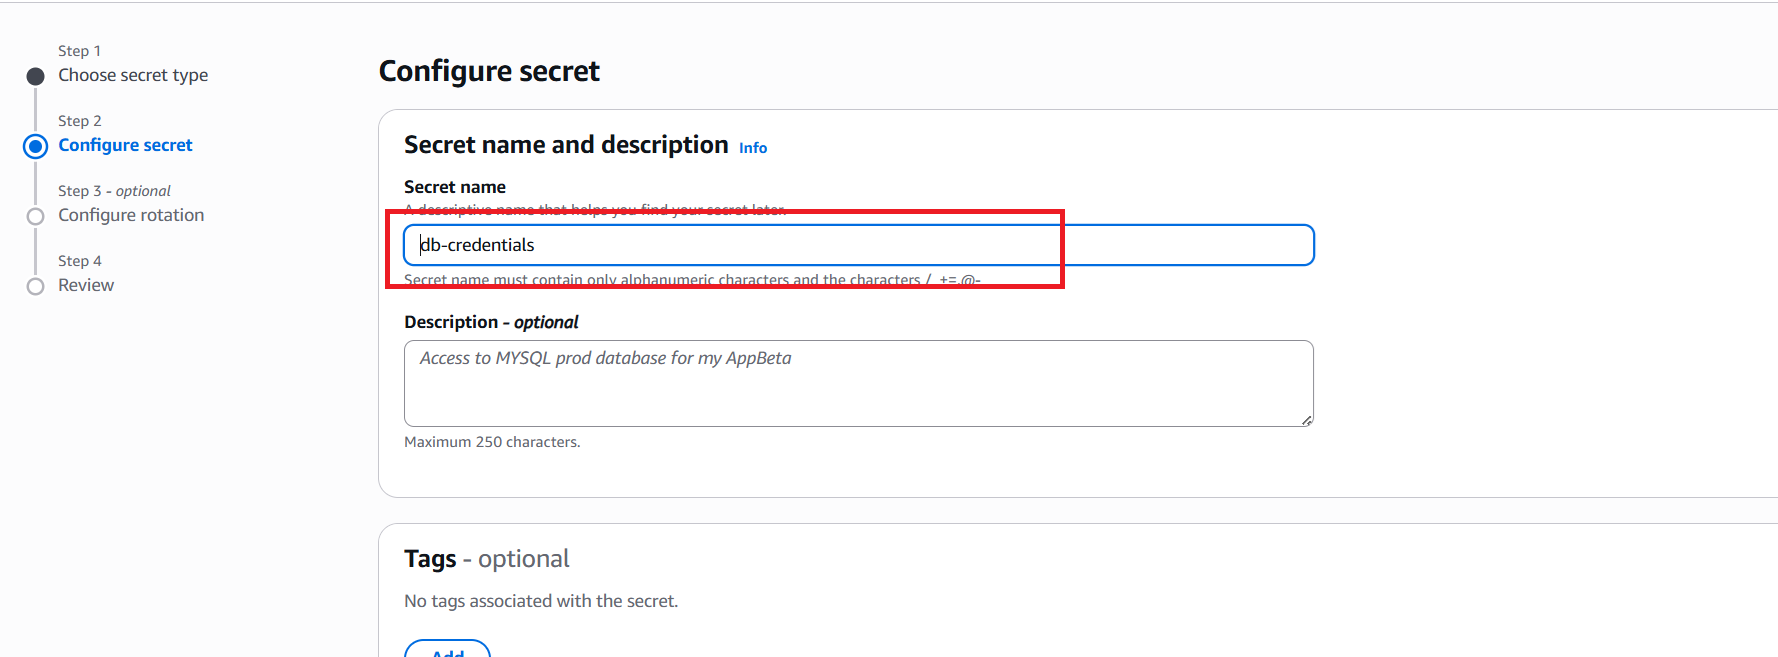 Step 1
Choose secret type
Step 2
Configure secret
Step 3 - optional
Configure rotation
Step 4
Review
Configure secret
Secret name and description Info
Secret name
A descriptive name that helps you find your secret later.
db-credentials
Secret name must contain only alphanumeric characters and the characters /_+=.@-
Description - optional
Access to MYSQL prod database for my AppBeta
Maximum 250 characters.
Tags - optional
No tags associated with the secret.
Add